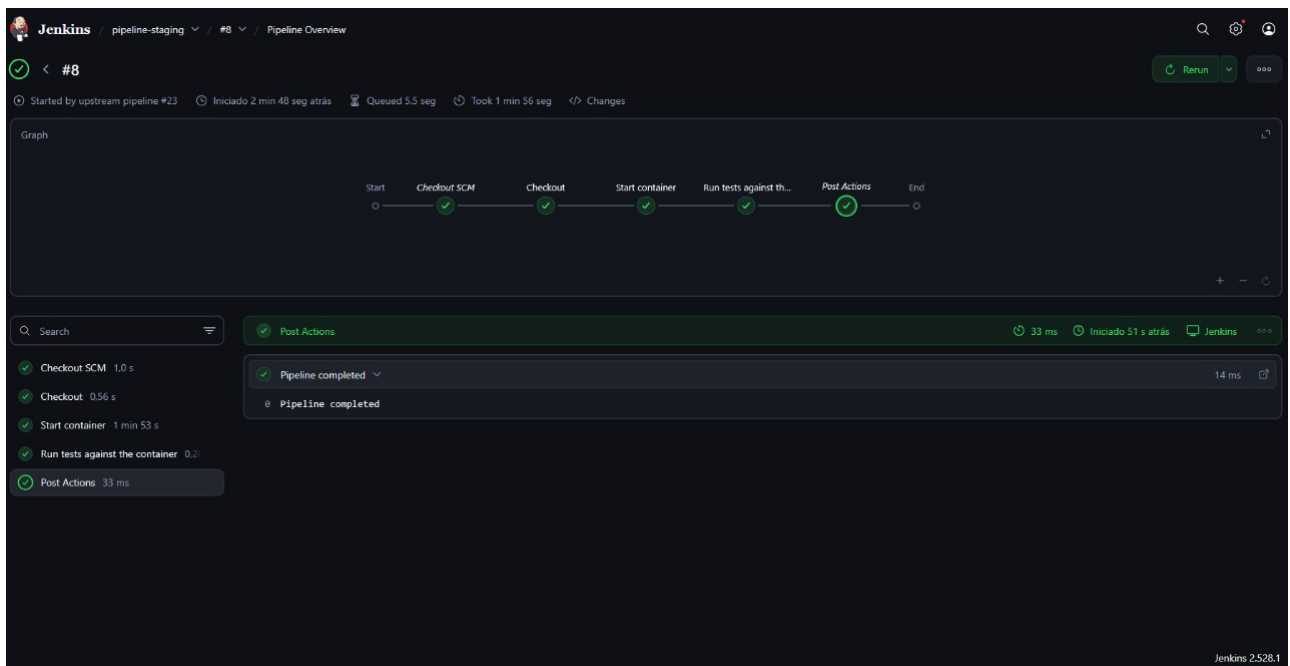 Jenkins / pipeline-staging / #8 / Pipeline Overview
#8
Rerun
Started by upstream pipeline #23 Iniciado 2 min 48 seg atrás Queued 5.5 seg Took 1 min 56 seg </> Changes
Graph
Start Checkout SCM Checkout Start container Run tests against th... Post Actions End
Search
Post Actions 33 ms Iniciado 51 s atrás Jenkins
Checkout SCM 1,0 s
Pipeline completed 14 ms
Checkout 0,56 s
0 Pipeline completed
Start container 1 min 53 s
Run tests against the container
Post Actions 33 ms
Jenkins 2.528.1